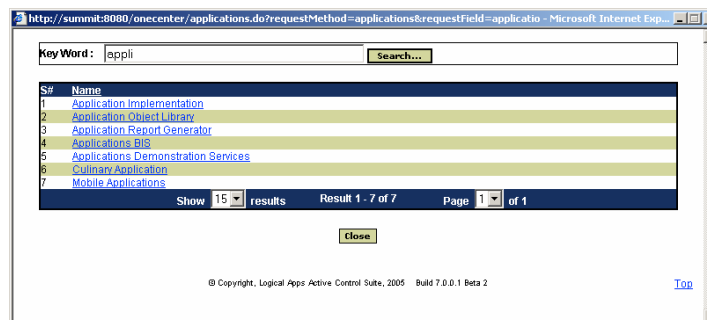 http://summit:8080/onecenter/applications.do?requestMethod=applications&requestField=applicatio - Microsoft Internet Exp...
Key Word : appli Search...
S# Name
1 Application Implementation
2 Application Object Library
3 Application Report Generator
4 Applications BIS
5 Applications Demonstration Services
6 Culinary Application
7 Mobile Applications
Show 15 results Result 1 - 7 of 7 Page 1 of 1
Close
© Copyright, Logical Apps Active Control Suite, 2005 Build 7.0.0.1 Beta 2 Top